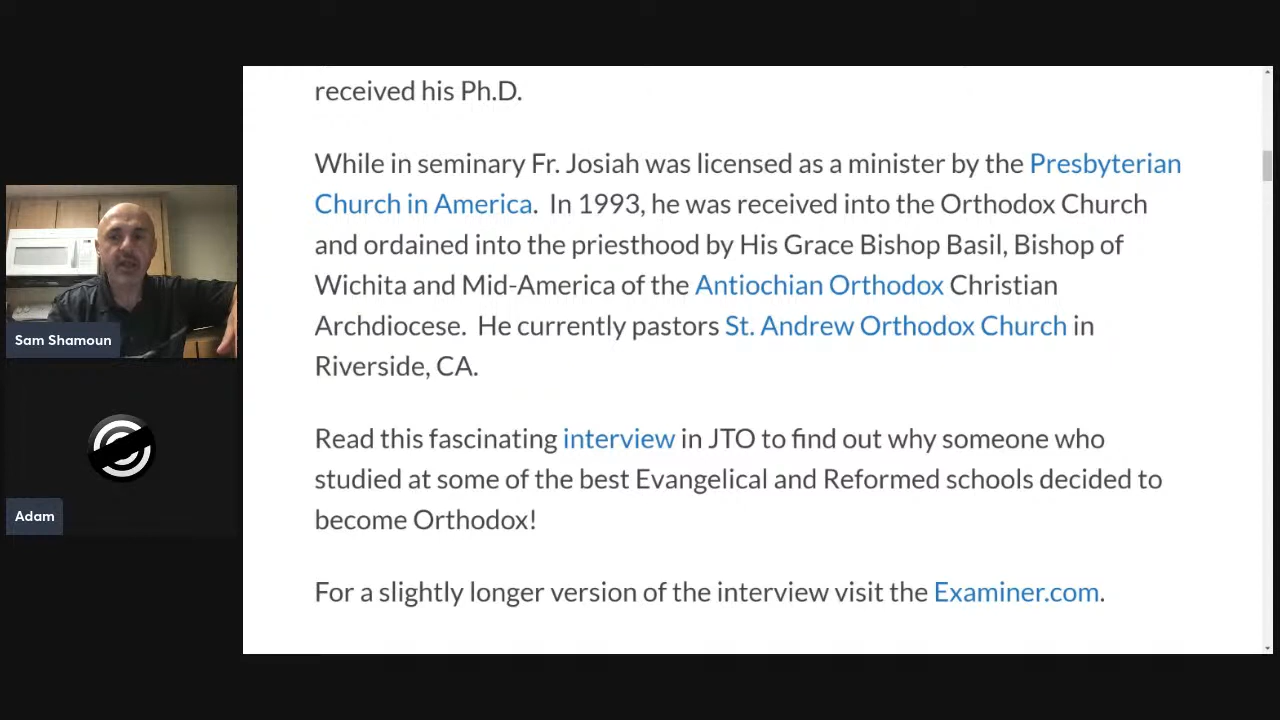 received his Ph.D.
While in seminary Fr. Josiah was licensed as a minister by the Presbyterian
Church in America.  In 1993, he was received into the Orthodox Church
and ordained into the priesthood by His Grace Bishop Basil, Bishop of
Wichita and Mid-America of the Antiochian Orthodox Christian
Archdiocese.  He currently pastors St. Andrew Orthodox Church in
Riverside, CA.
Read this fascinating interview in JTO to find out why someone who
studied at some of the best Evangelical and Reformed schools decided to
become Orthodox!
For a slightly longer version of the interview visit the Examiner.com.
Sam Shamoun
Adam